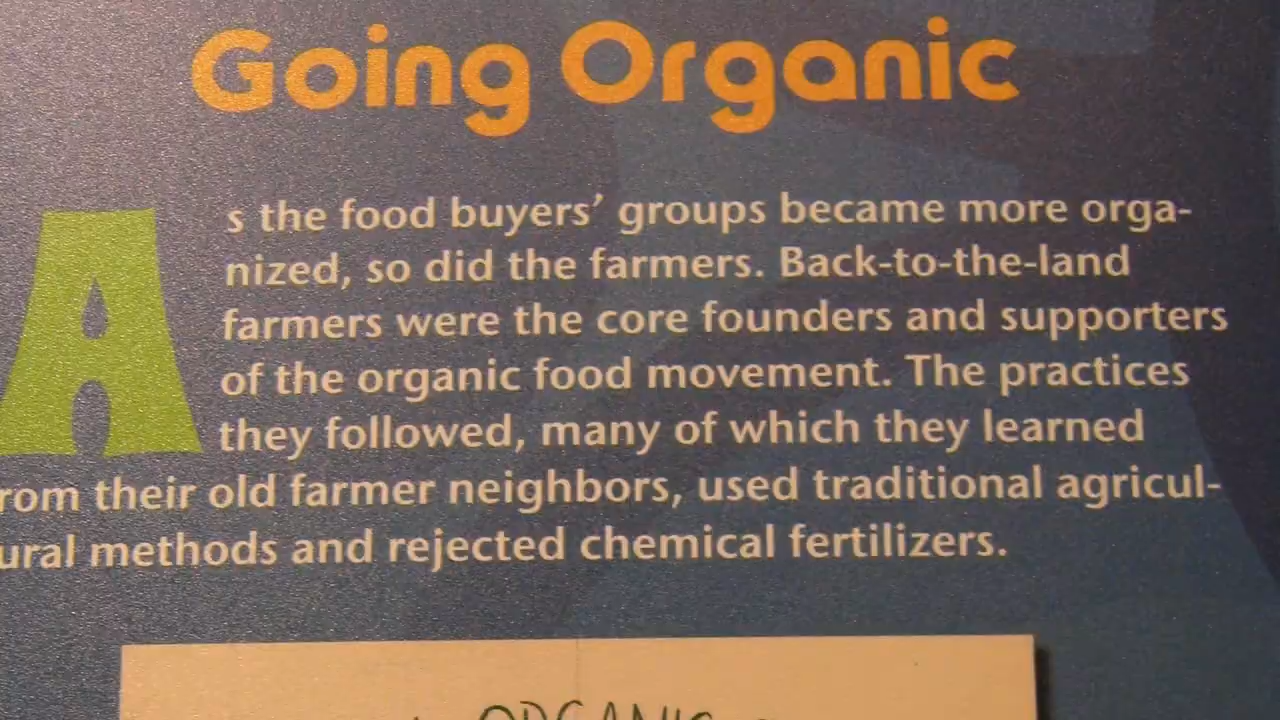 Going Organic
As the food buyers' groups became more orga-
nized, so did the farmers. Back-to-the-land
farmers were the core founders and supporters
of the organic food movement. The practices
they followed, many of which they learned
rom their old farmer neighbors, used traditional agricul-
ural methods and rejected chemical fertilizers.
ORGANIC